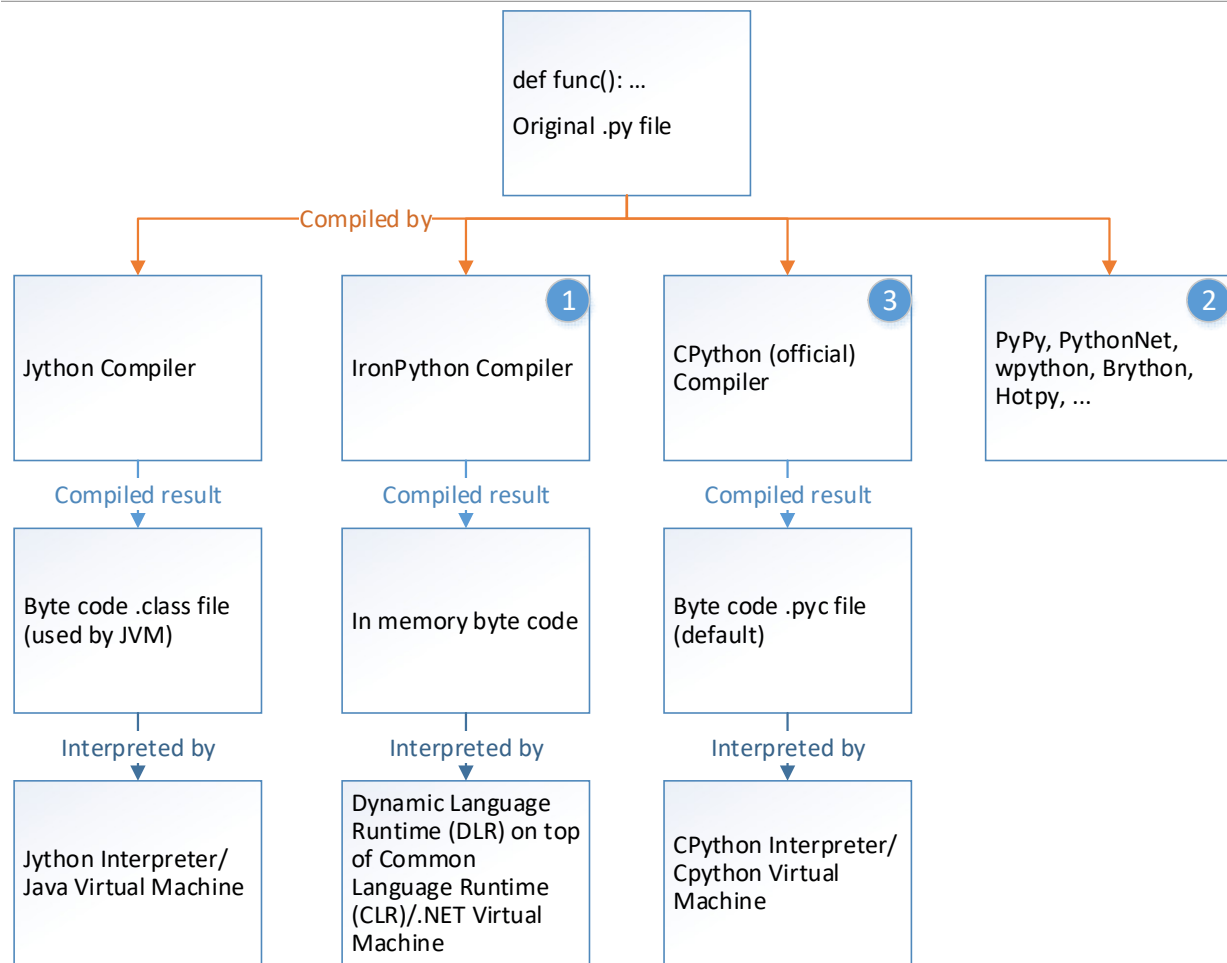 def func(): ...
Original .py file
Compiled by
Jython Compiler
1
IronPython Compiler
3
CPython (official)
Compiler
2
PyPy, PythonNet,
wpython, Brython,
Hotpy, ...
Compiled result
Compiled result
Compiled result
Byte code .class file
(used by JVM)
In memory byte code
Byte code .pyc file
(default)
Interpreted by
Interpreted by
Interpreted by
Jython Interpreter/
Java Virtual Machine
Dynamic Language
Runtime (DLR) on top
of Common
Language Runtime
(CLR)/.NET Virtual
Machine
CPython Interpreter/
Cpython Virtual
Machine